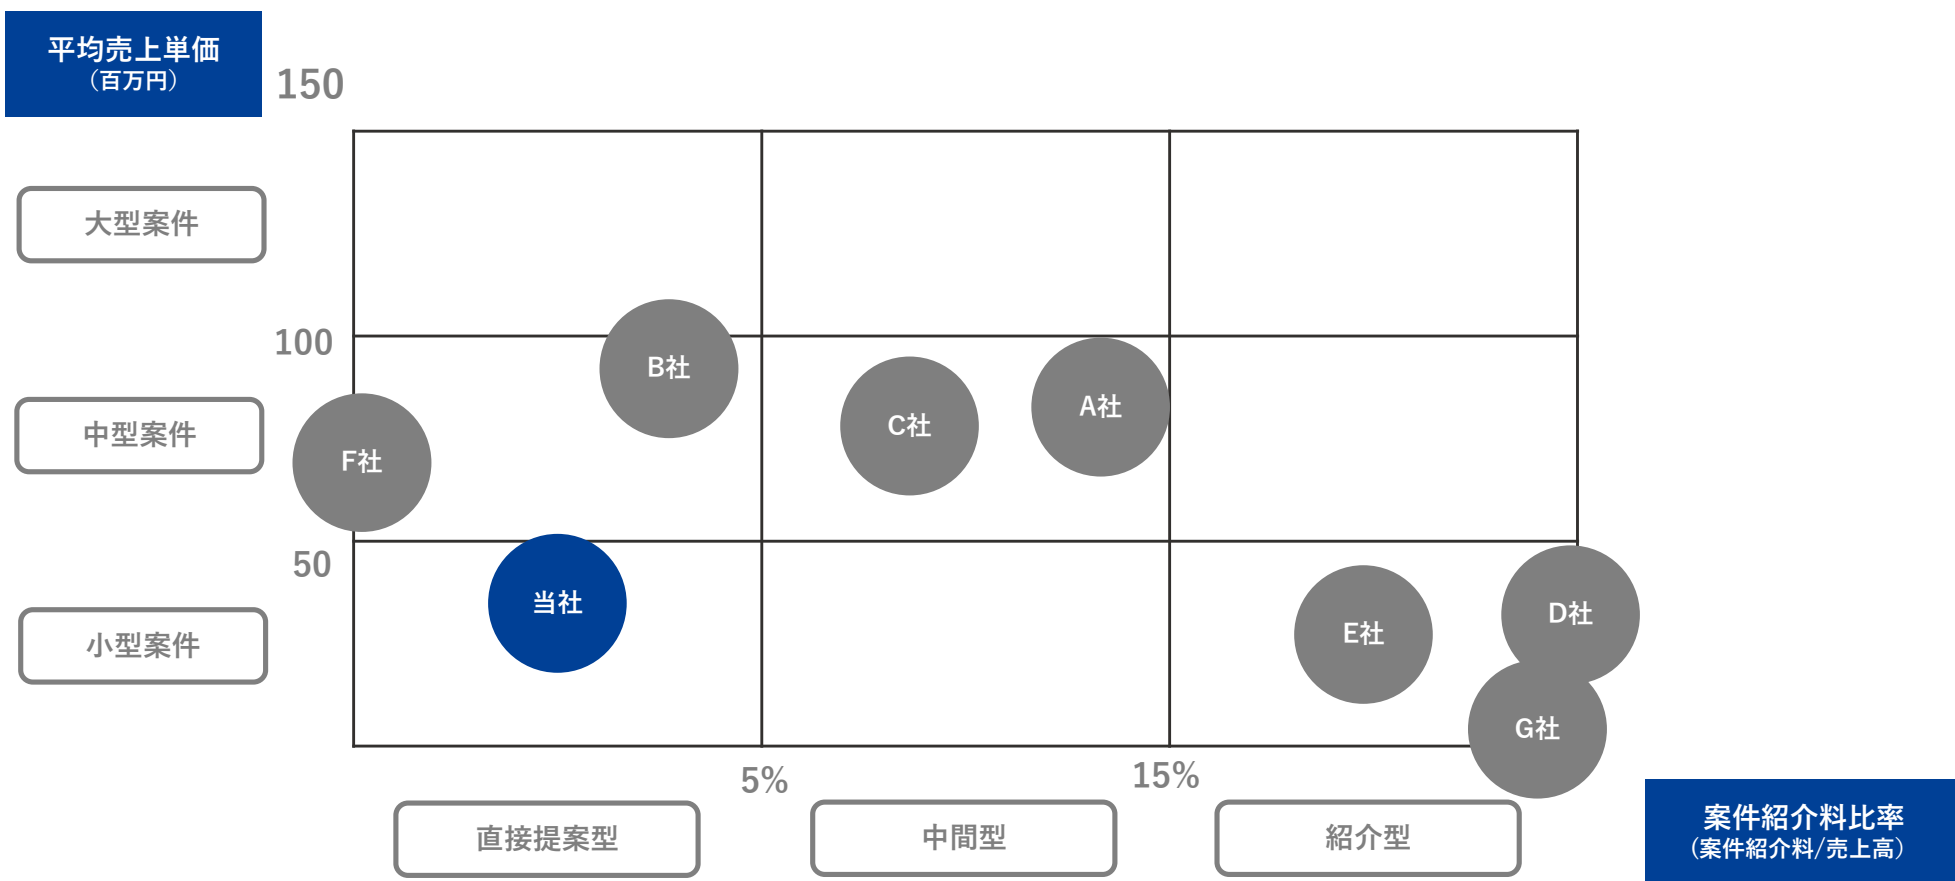 平均売上単価
（百万円）
150
大型案件
100
B社
A社
C社
中型案件
F社
50
当社
D社
E社
小型案件
G社
5%
15%
直接提案型
中間型
紹介型
案件紹介料比率
（案件紹介料/売上高）